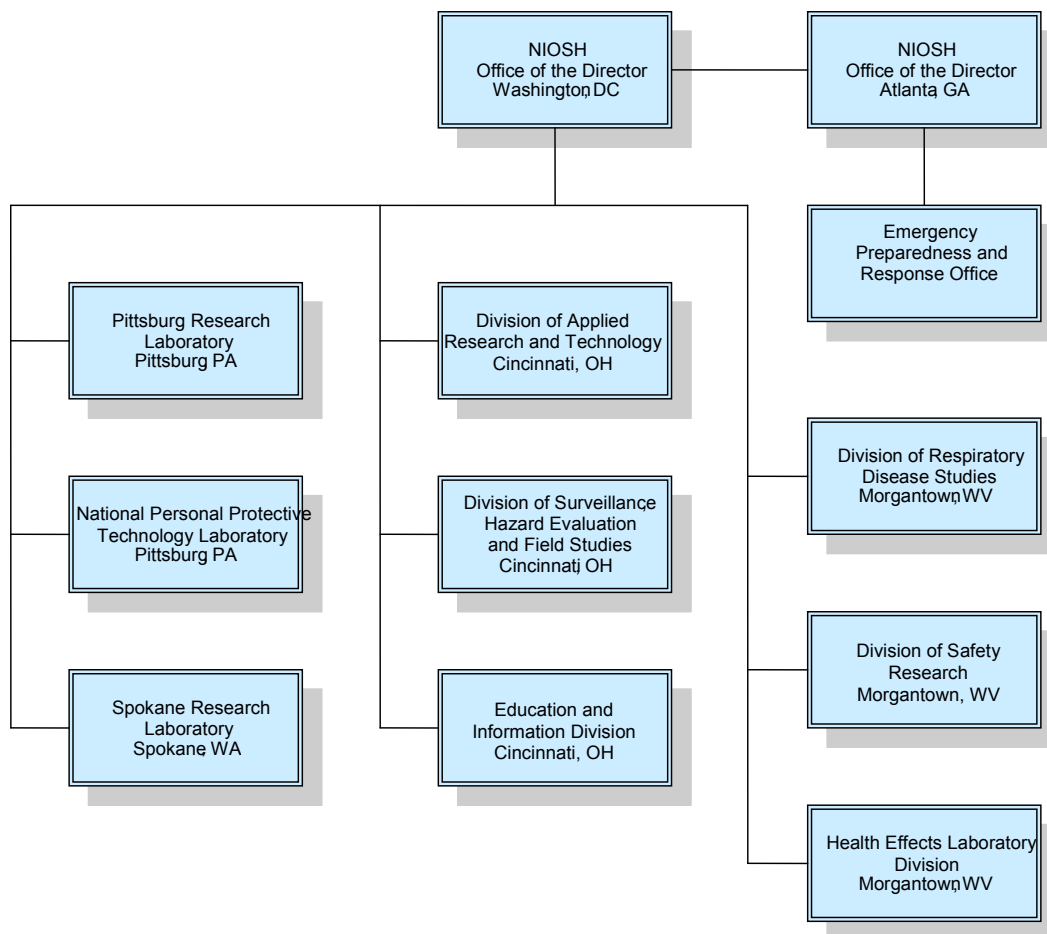 NIOSH
Office of the Director
Washington, DC
NIOSH
Office of the Director
Atlanta, GA
Emergency
Preparedness and
Response Office
Pittsburg Research
Laboratory
Pittsburg, PA
National Personal Protective
Technology Laboratory
Pittsburg, PA
Spokane Research
Laboratory
Spokane, WA
Division of Applied
Research and Technology
Cincinnati, OH
Division of Surveillance,
Hazard Evaluation
and Field Studies
Cincinnati, OH
Education and
Information Division
Cincinnati, OH
Division of Respiratory
Disease Studies
Morgantown, WV
Division of Safety
Research
Morgantown, WV
Health Effects Laboratory
Division
Morgantown, WV